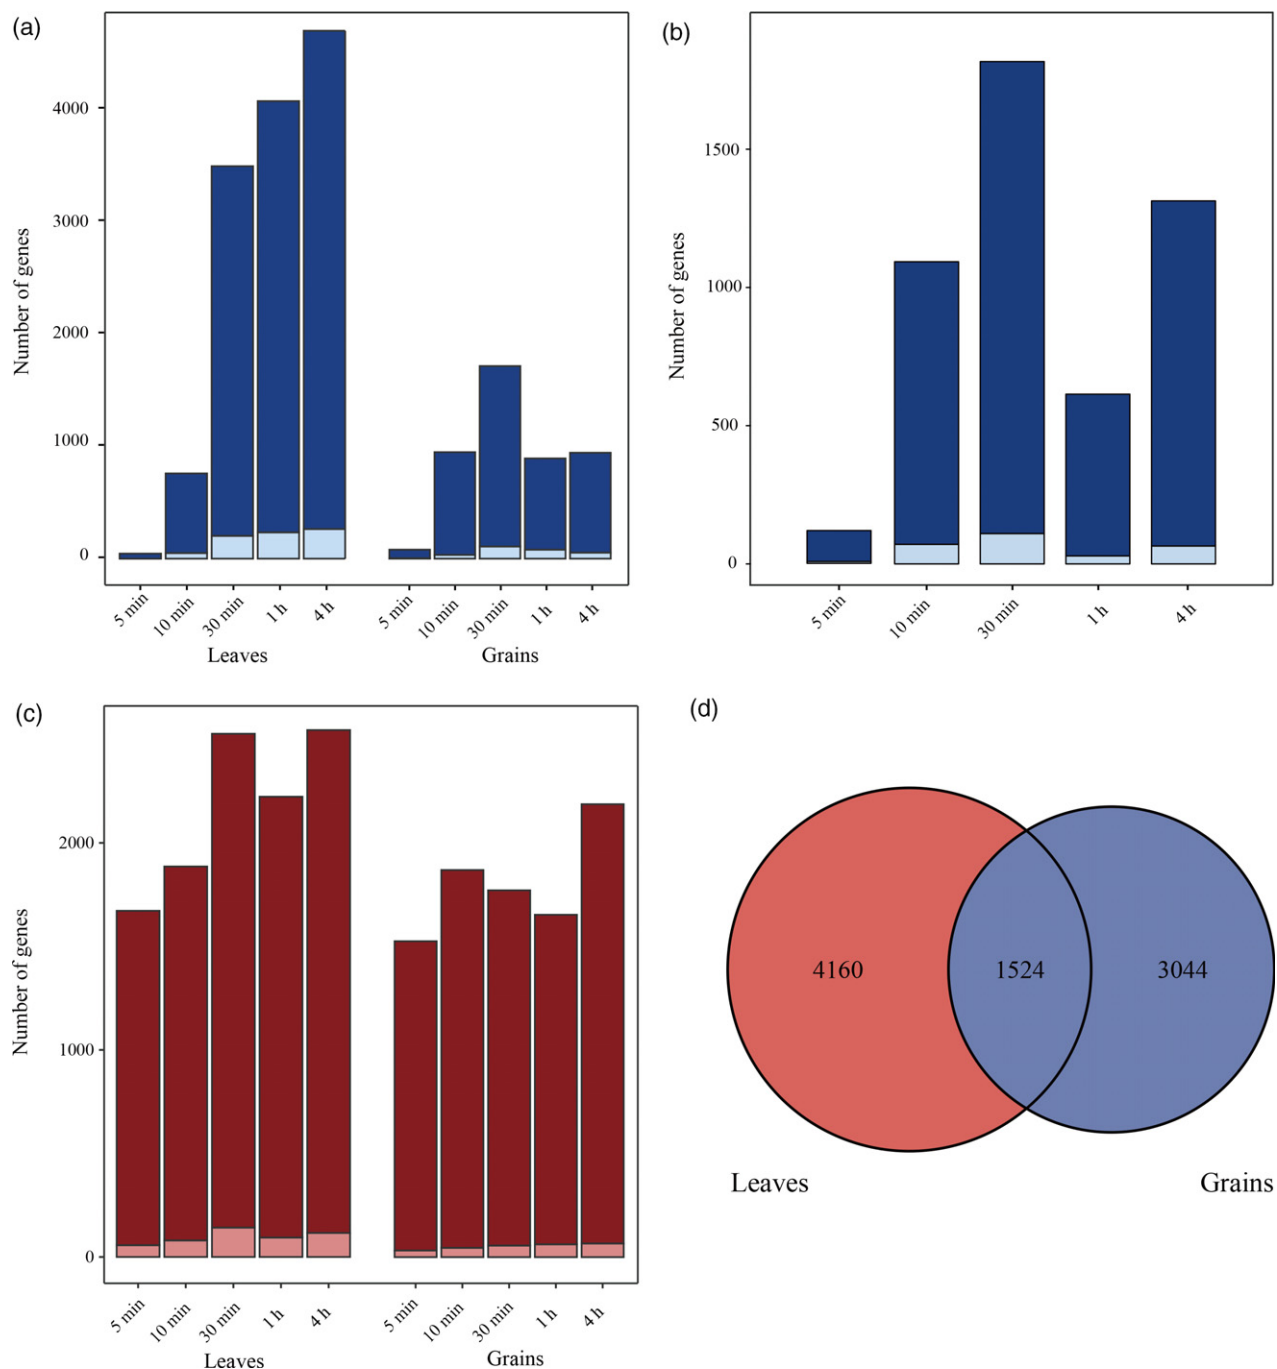 (a)
Number of genes
4000
3000
2000
1000
0
5 min
10 min
30 min
1 h
4 h
5 min
10 min
30 min
1 h
4 h
Leaves
Grains
(b)
Number of genes
1500
1000
500
0
5 min
10 min
30 min
1 h
4 h
(c)
Number of genes
2000
1000
0
5 min
10 min
30 min
1 h
4 h
5 min
10 min
30 min
1 h
4 h
Leaves
Grains
(d)
4160
1524
3044
Leaves
Grains